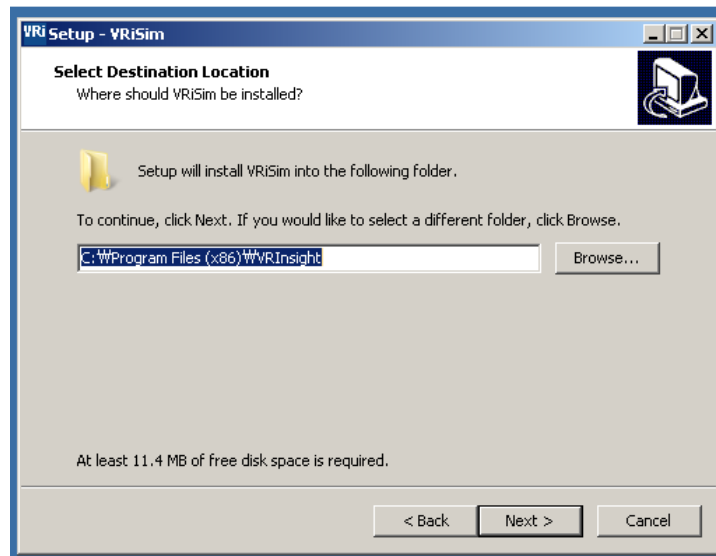 VRi Setup - VRiSim
Select Destination Location
Where should VRiSim be installed?
Setup will install VRiSim into the following folder.
To continue, click Next. If you would like to select a different folder, click Browse.
C:₩Program Files (x86)₩VRInsight
Browse...
At least 11.4 MB of free disk space is required.
< Back
Next >
Cancel